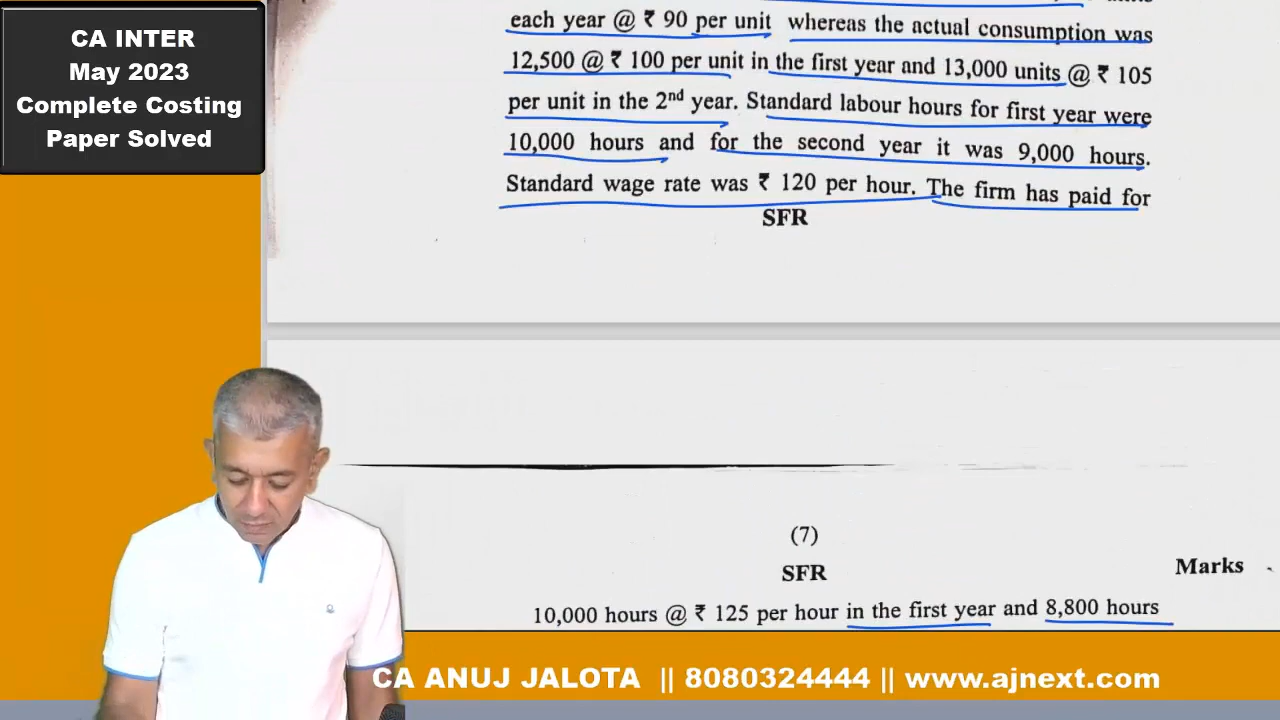 CA INTER
May 2023
Complete Costing
Paper Solved
each year @ ₹ 90 per unit whereas the actual consumption was
12,500 @ ₹ 100 per unit in the first year and 13,000 units @ ₹ 105
per unit in the 2nd year. Standard labour hours for first year were
10,000 hours and for the second year it was 9,000 hours.
Standard wage rate was ₹ 120 per hour. The firm has paid for
SFR
(7)
SFR
Marks
10,000 hours @ ₹ 125 per hour in the first year and 8,800 hours
CA ANUJ JALOTA || 8080324444 || www.ajnext.com